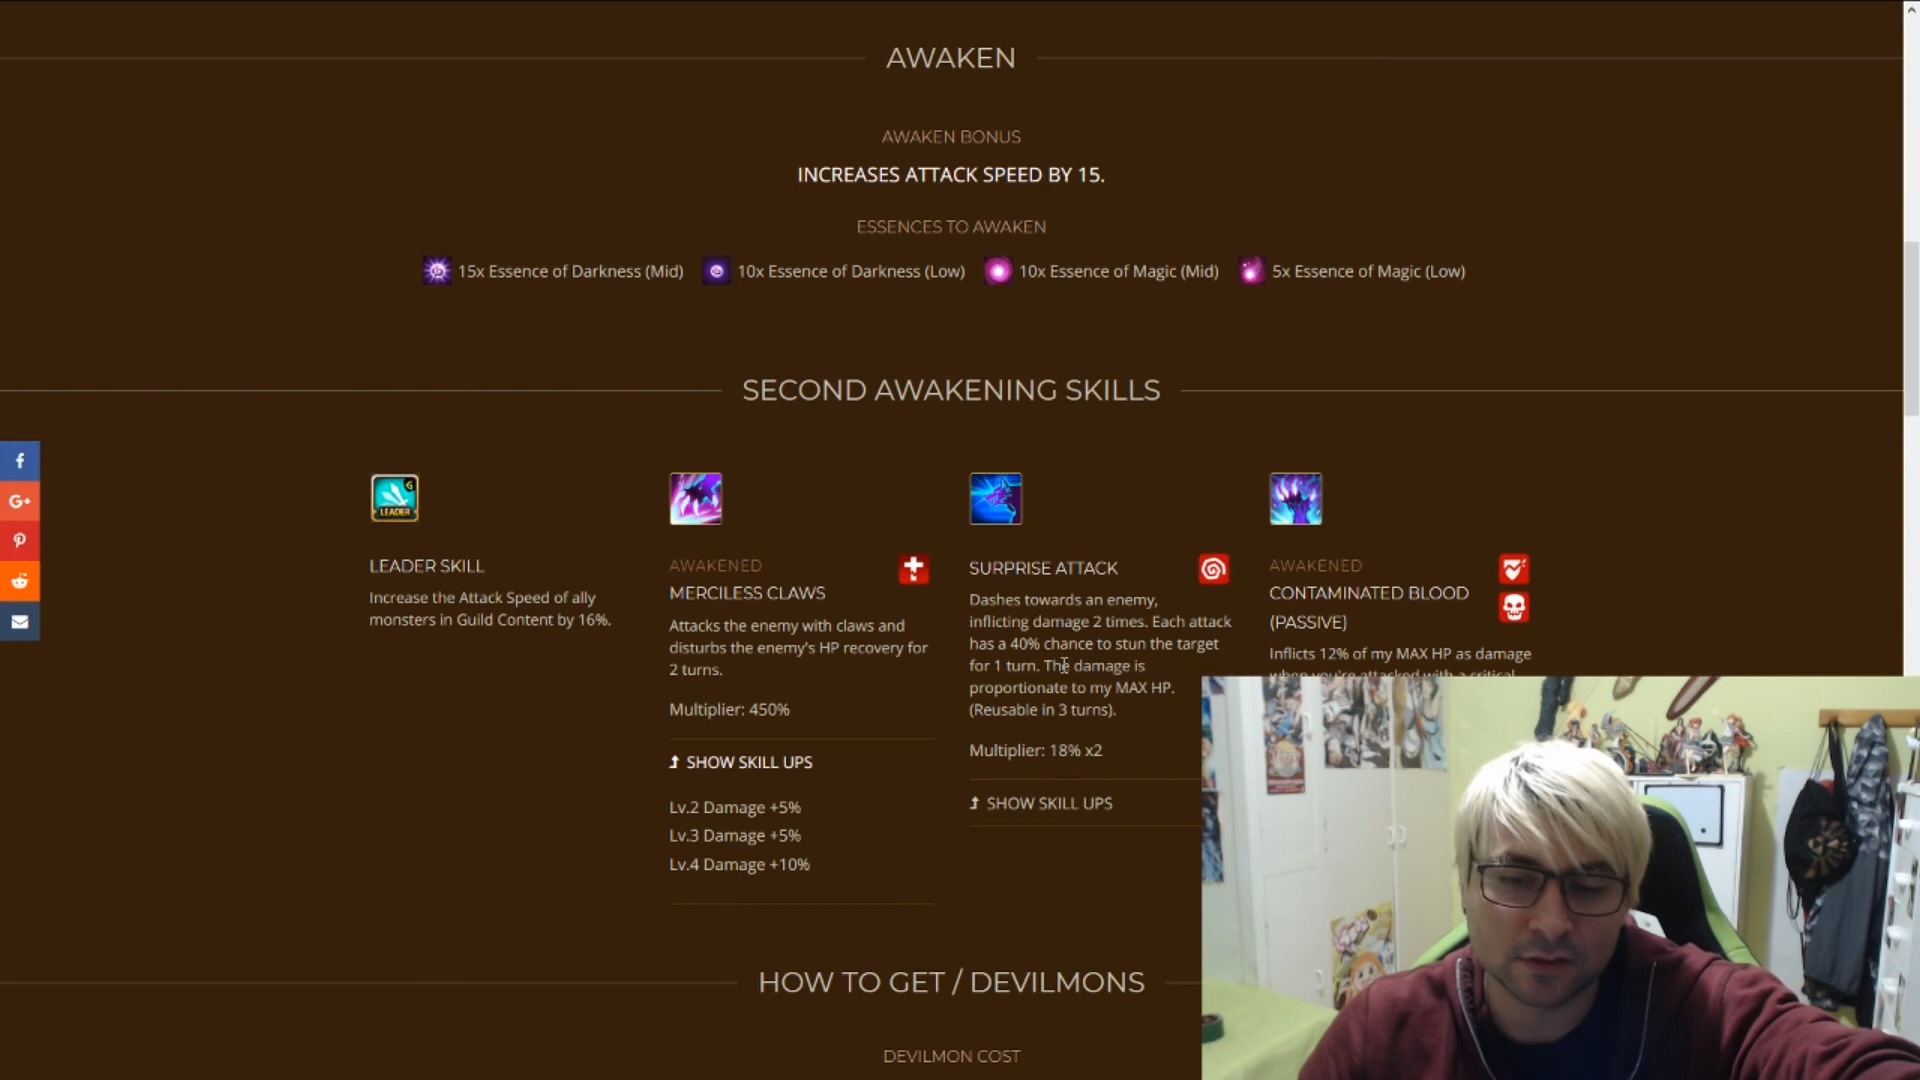 AWAKEN
AWAKEN BONUS
INCREASES ATTACK SPEED BY 15.
ESSENCES TO AWAKEN
15x Essence of Darkness (Mid) 10x Essence of Darkness (Low) 10x Essence of Magic (Mid) 5x Essence of Magic (Low)
SECOND AWAKENING SKILLS
G
LEADER
LEADER SKILL
Increase the Attack Speed of ally
monsters in Guild Content by 16%.
AWAKENED
MERCILESS CLAWS
Attacks the enemy with claws and
disturbs the enemy's HP recovery for
2 turns.
Multiplier: 450%
SHOW SKILL UPS
Lv.2 Damage +5%
Lv.3 Damage +5%
Lv.4 Damage +10%
SURPRISE ATTACK
Dashes towards an enemy,
inflicting damage 2 times. Each attack
has a 40% chance to stun the target
for 1 turn. The damage is
proportionate to my MAX HP.
(Reusable in 3 turns).
Multiplier: 18% x2
SHOW SKILL UPS
AWAKENED
CONTAMINATED BLOOD
(PASSIVE)
Inflicts 12% of my MAX HP as damage
when you're attacked with a critical
HOW TO GET / DEVILMONS
DEVILMON COST
f
G+